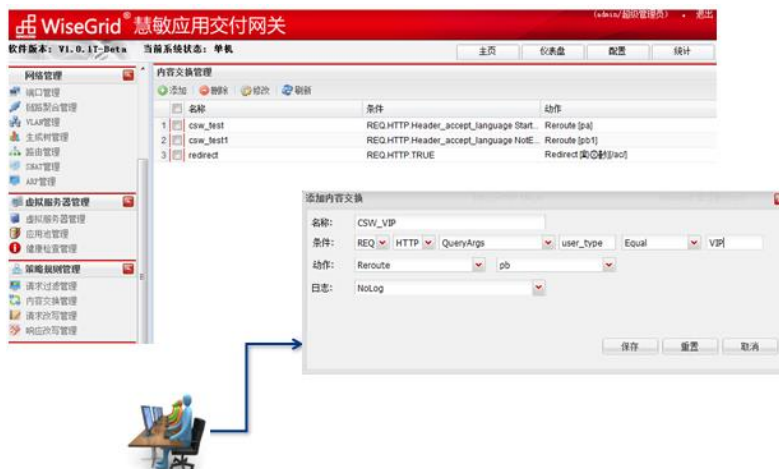 WiseGrid® 慧敏应用交付网关
(admin/超级管理员) . 退出
软件版本: V1.0.1T-Beta 当前系统状态: 单机
主页 仪表盘 配置 统计
网络管理
端口管理
链路聚合管理
VLAN管理
生成树管理
路由管理
SNAT管理
ARP管理
虚拟服务器管理
虚拟服务器管理
应用池管理
健康检查管理
策略规则管理
请求过滤管理
内容交换管理
请求改写管理
响应改写管理
内容交换管理
添加 删除 修改 刷新
名称 条件 动作
1 csw_test REQ.HTTP.Header_accept_language Start... Reroute [pa]
2 csw_test1 REQ.HTTP.Header_accept_language NotE... Reroute [pb1]
3 redirect REQ.HTTP.TRUE Redirect
添加内容交换
名称: CSW_VIP
条件: REQ HTTP QueryArgs user_type Equal VIP
动作: Reroute pb
日志: NoLog
保存 重置 取消